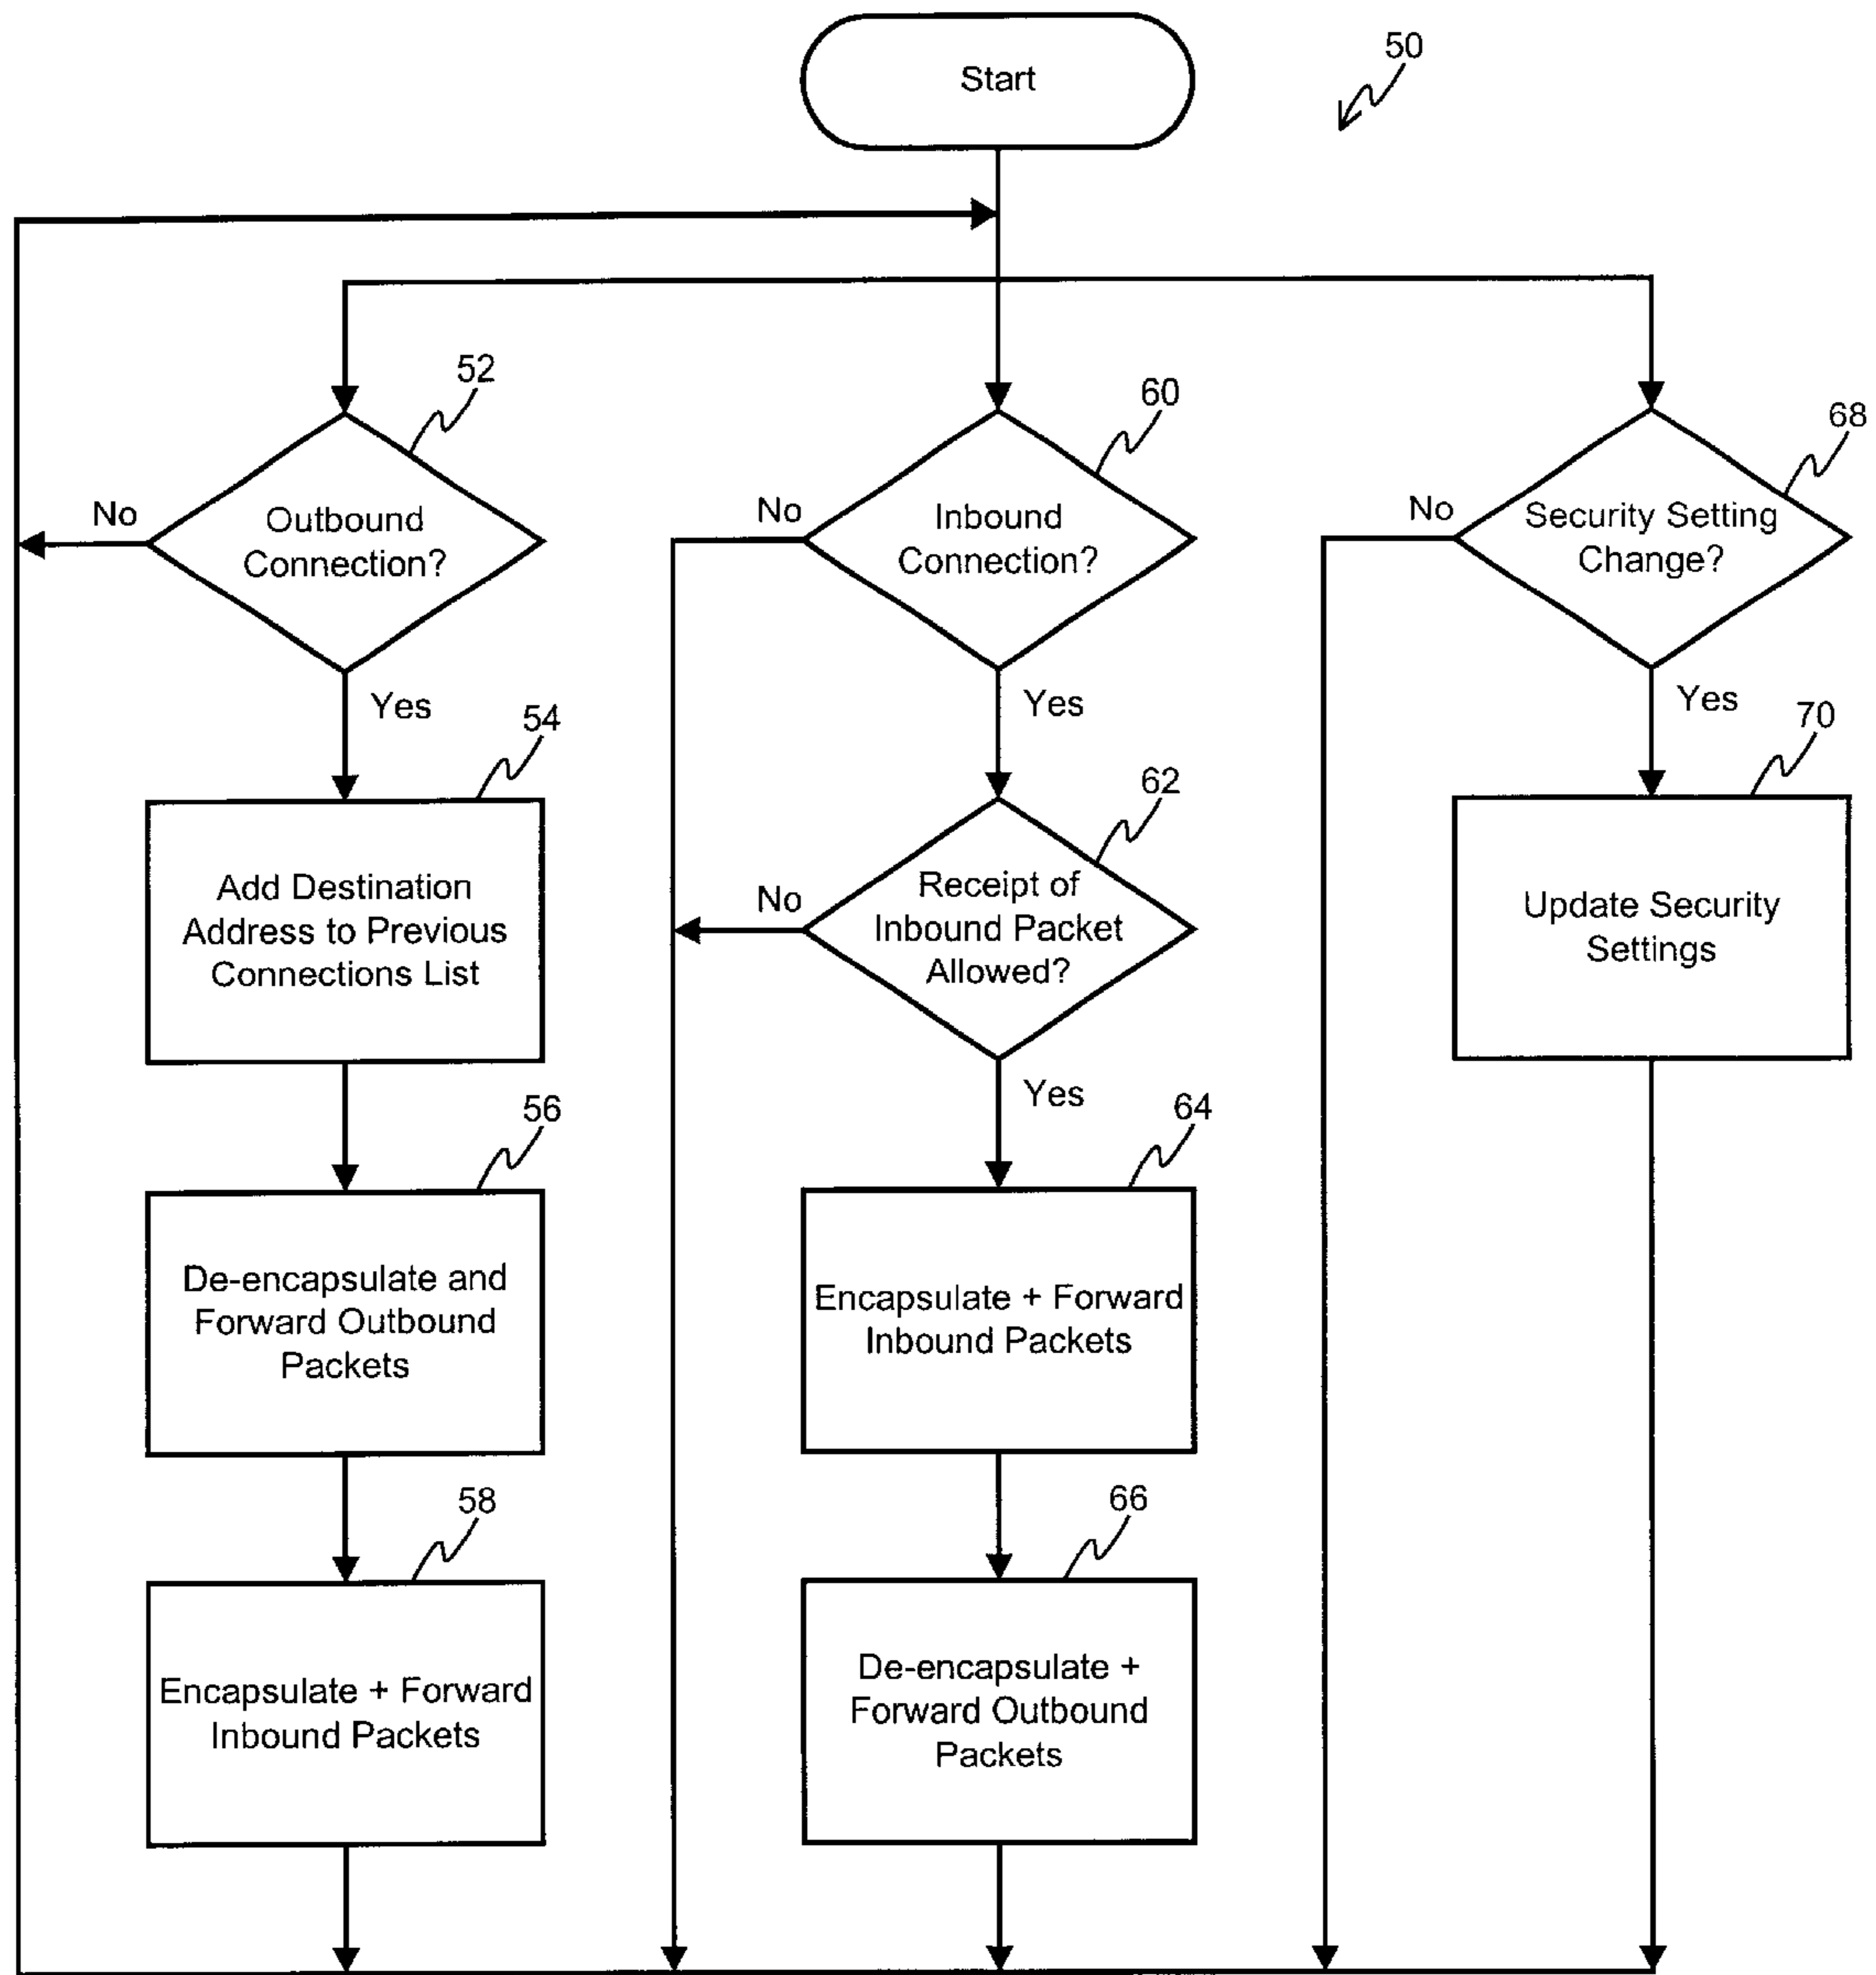 Start
50
52
Outbound
Connection?
No
Yes
54
Add Destination
Address to Previous
Connections List
56
De-encapsulate and
Forward Outbound
Packets
58
Encapsulate + Forward
Inbound Packets
60
Inbound
Connection?
No
Yes
62
Receipt of
Inbound Packet
Allowed?
No
Yes
64
Encapsulate + Forward
Inbound Packets
66
De-encapsulate +
Forward Outbound
Packets
68
Security Setting
Change?
No
Yes
70
Update Security
Settings